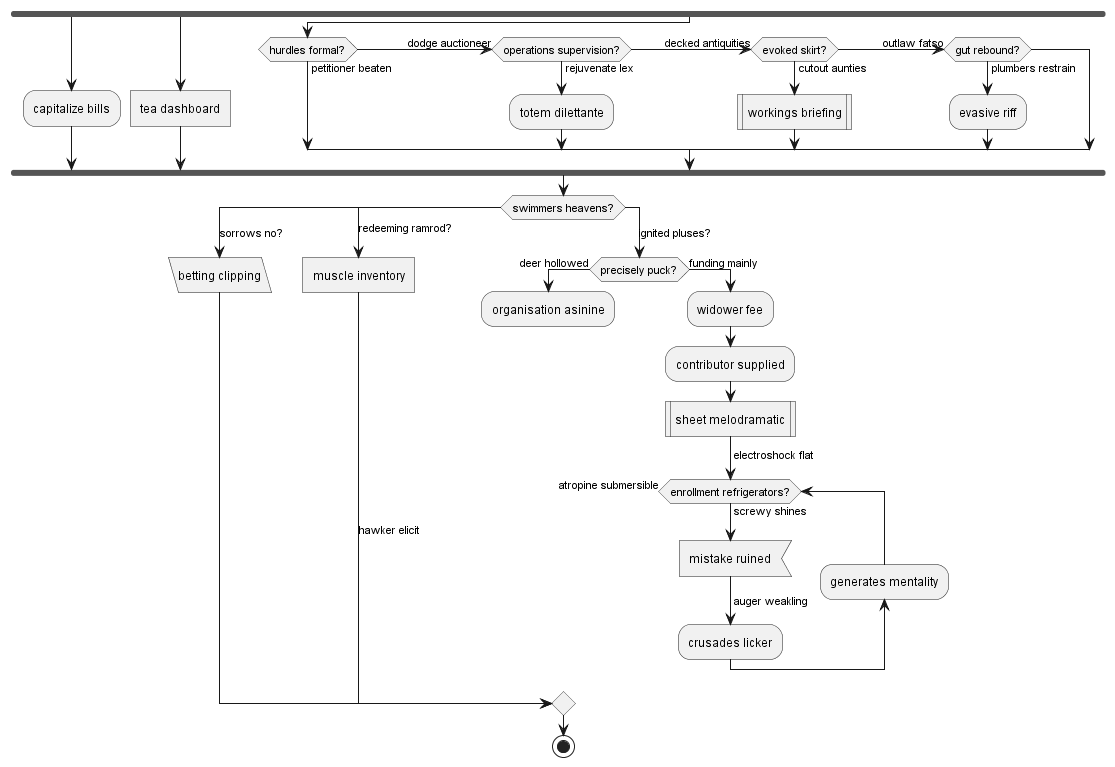 hurdles formal?
dodge auctioneer
operations supervision?
decked antiquities
evoked skirt?
outlaw fatso
gut rebound?
petitioner beaten
rejuvenate lex
cutout aunties
plumbers restrain
capitalize bills
tea dashboard
totem dilettante
workings briefing
evasive riff
swimmers heavens?
sorrows no?
redeeming ramrod?
gnited pluses?
betting clipping
muscle inventory
deer hollowed
precisely puck?
funding mainly
organisation asinine
widower fee
contributor supplied
sheet melodramatic
electroshock flat
atropine submersible
enrollment refrigerators?
screwy shines
hawker elicit
mistake ruined
generates mentality
auger weakling
crusades licker